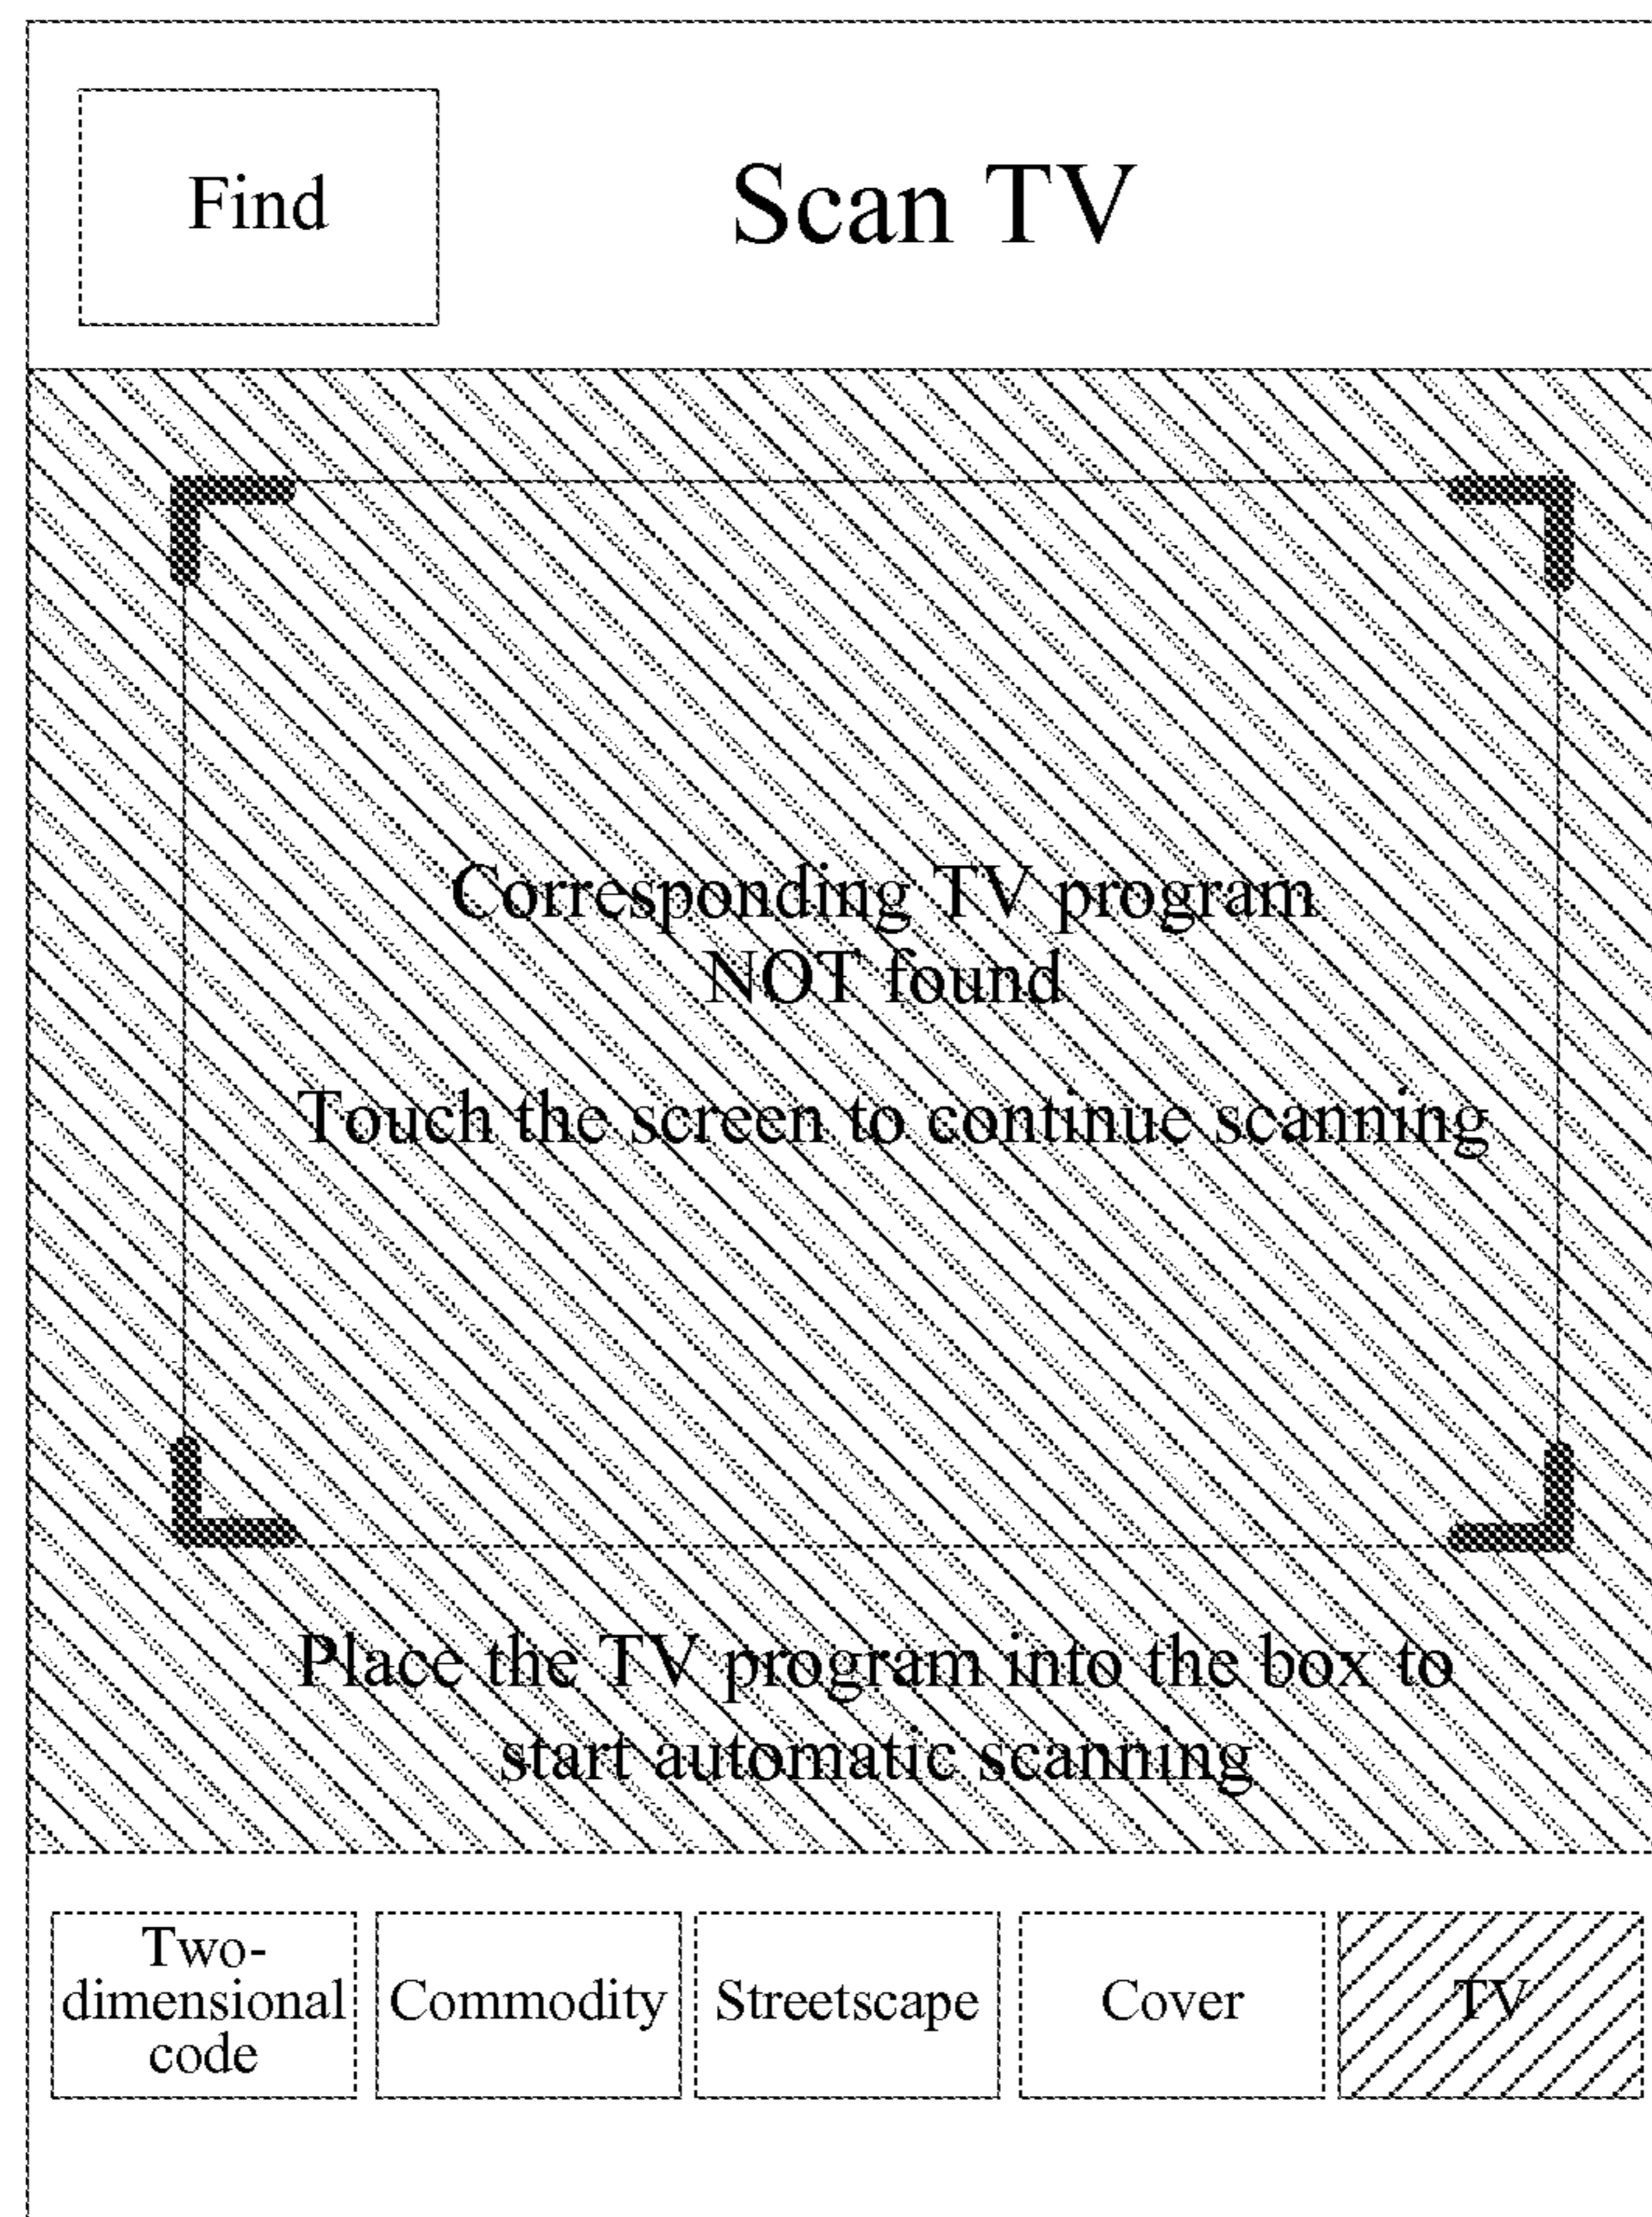 Find
Scan TV
Corresponding TV program
NOT found
Touch the screen to continue scanning
Place the TV program into the box to
start automatic scanning
Two-
dimensional
code
Commodity
Streetscape
Cover
TV